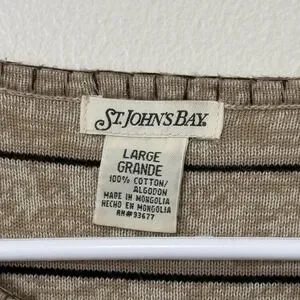 ST. JOHN'S BAY.
LARGE
GRANDE
100% COTTON/
ALGODON
MADE IN MONGOLIA
HECHO EN MONGOLIA
RN#93677